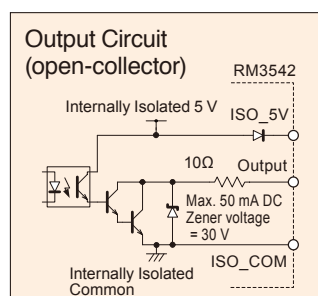 Output Circuit
(open-collector)
RM3542
Internally Isolated 5 V
ISO_5V
10Ω
Output
Max. 50 mA DC
Zener voltage
= 30 V
ISO_COM
Internally Isolated
Common